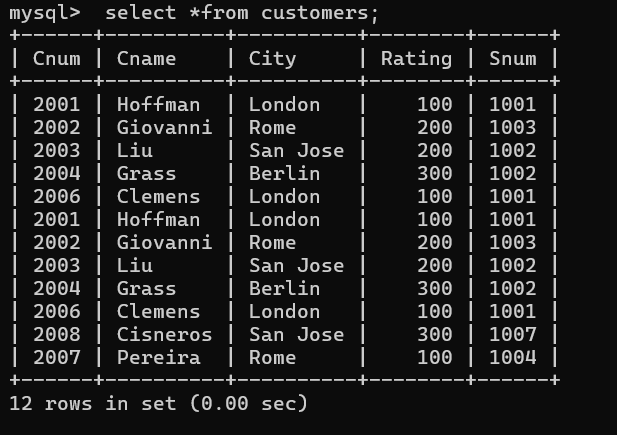 mysql>  select *from customers;
+------+----------+----------+--------+------+
| Cnum | Cname    | City     | Rating | Snum |
+------+----------+----------+--------+------+
| 2001 | Hoffman  | London   |    100 | 1001 |
| 2002 | Giovanni | Rome     |    200 | 1003 |
| 2003 | Liu      | San Jose |    200 | 1002 |
| 2004 | Grass    | Berlin   |    300 | 1002 |
| 2006 | Clemens  | London   |    100 | 1001 |
| 2001 | Hoffman  | London   |    100 | 1001 |
| 2002 | Giovanni | Rome     |    200 | 1003 |
| 2003 | Liu      | San Jose |    200 | 1002 |
| 2004 | Grass    | Berlin   |    300 | 1002 |
| 2006 | Clemens  | London   |    100 | 1001 |
| 2008 | Cisneros | San Jose |    300 | 1007 |
| 2007 | Pereira  | Rome     |    100 | 1004 |
+------+----------+----------+--------+------+
12 rows in set (0.00 sec)